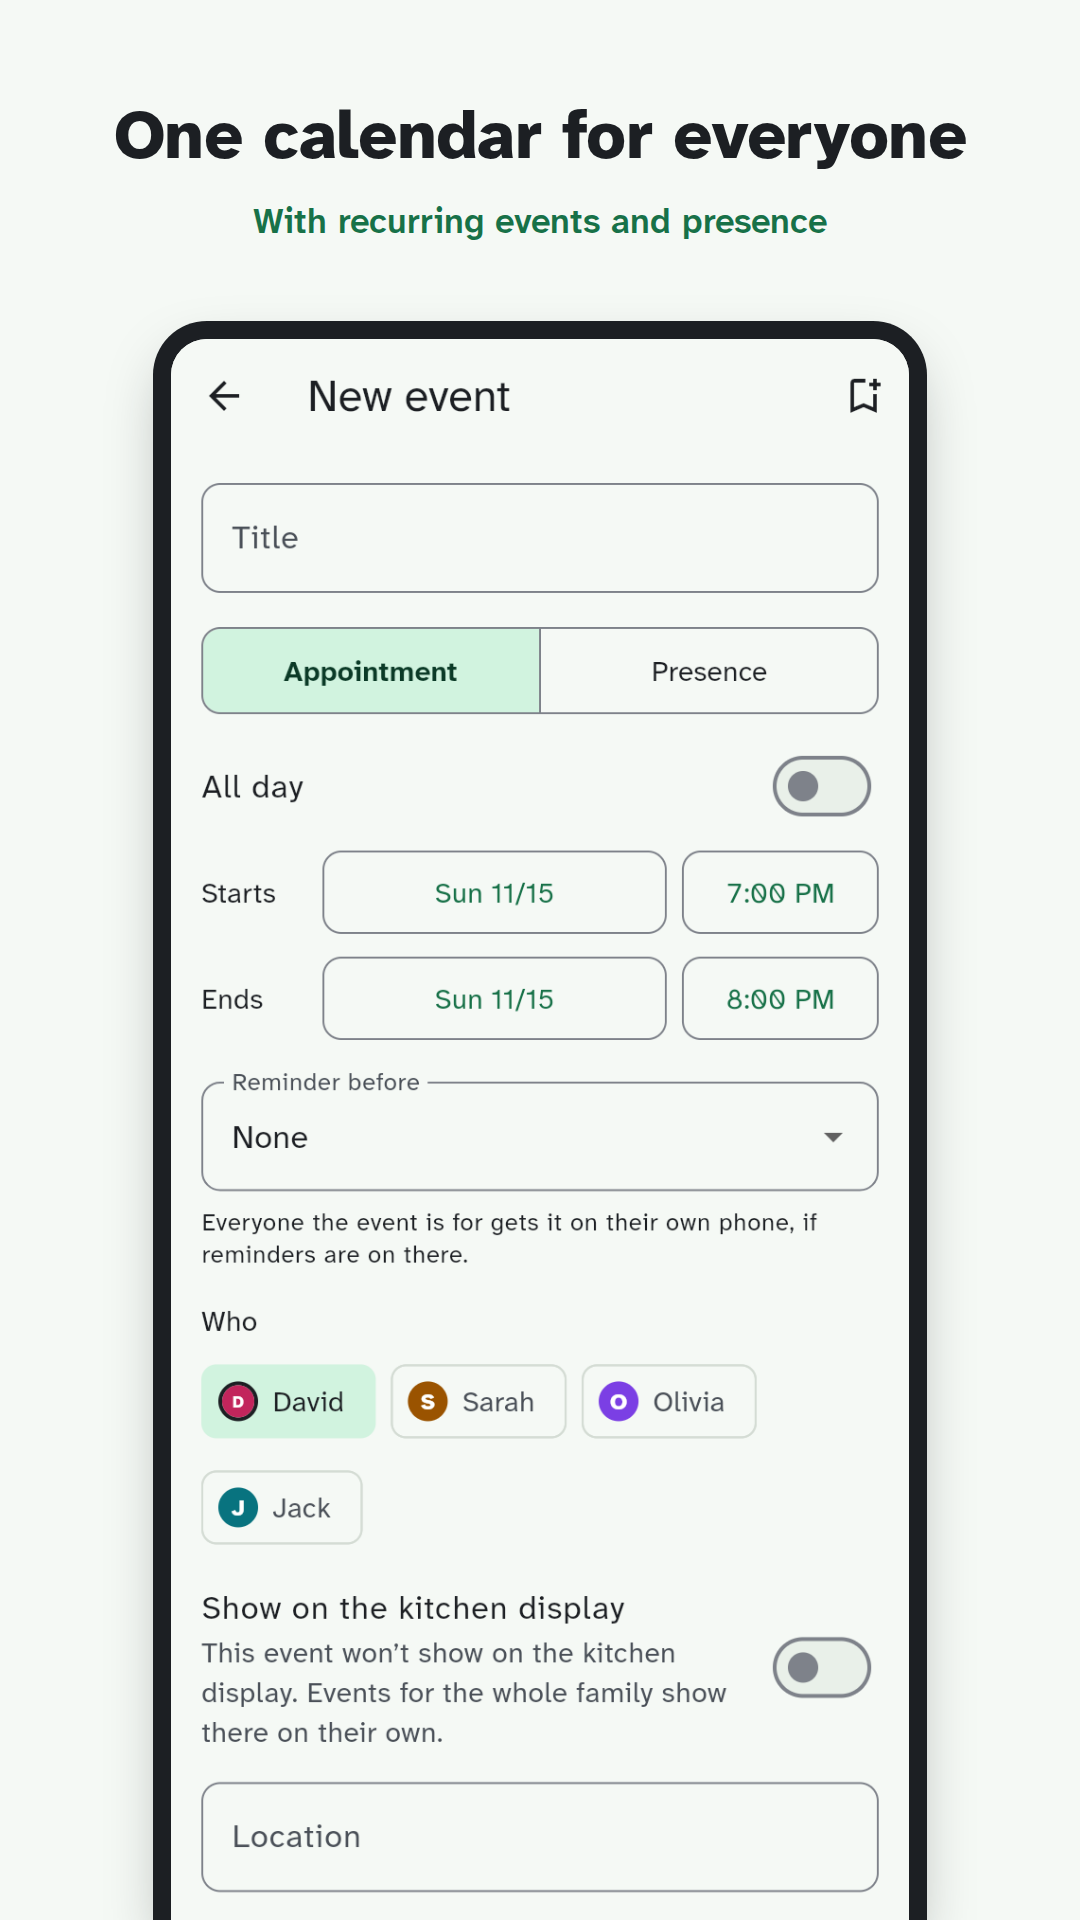 One calendar for everyone
With recurring events and presence
New event
Title
Appointment
Presence
All day
Starts
Sun 11/15
7:00 PM
Ends
Sun 11/15
8:00 PM
Reminder before
None
Everyone the event is for gets it on their own phone, if
reminders are on there.
Who
D David
S Sarah
O Olivia
J Jack
Show on the kitchen display
This event won’t show on the kitchen
display. Events for the whole family show
there on their own.
Location